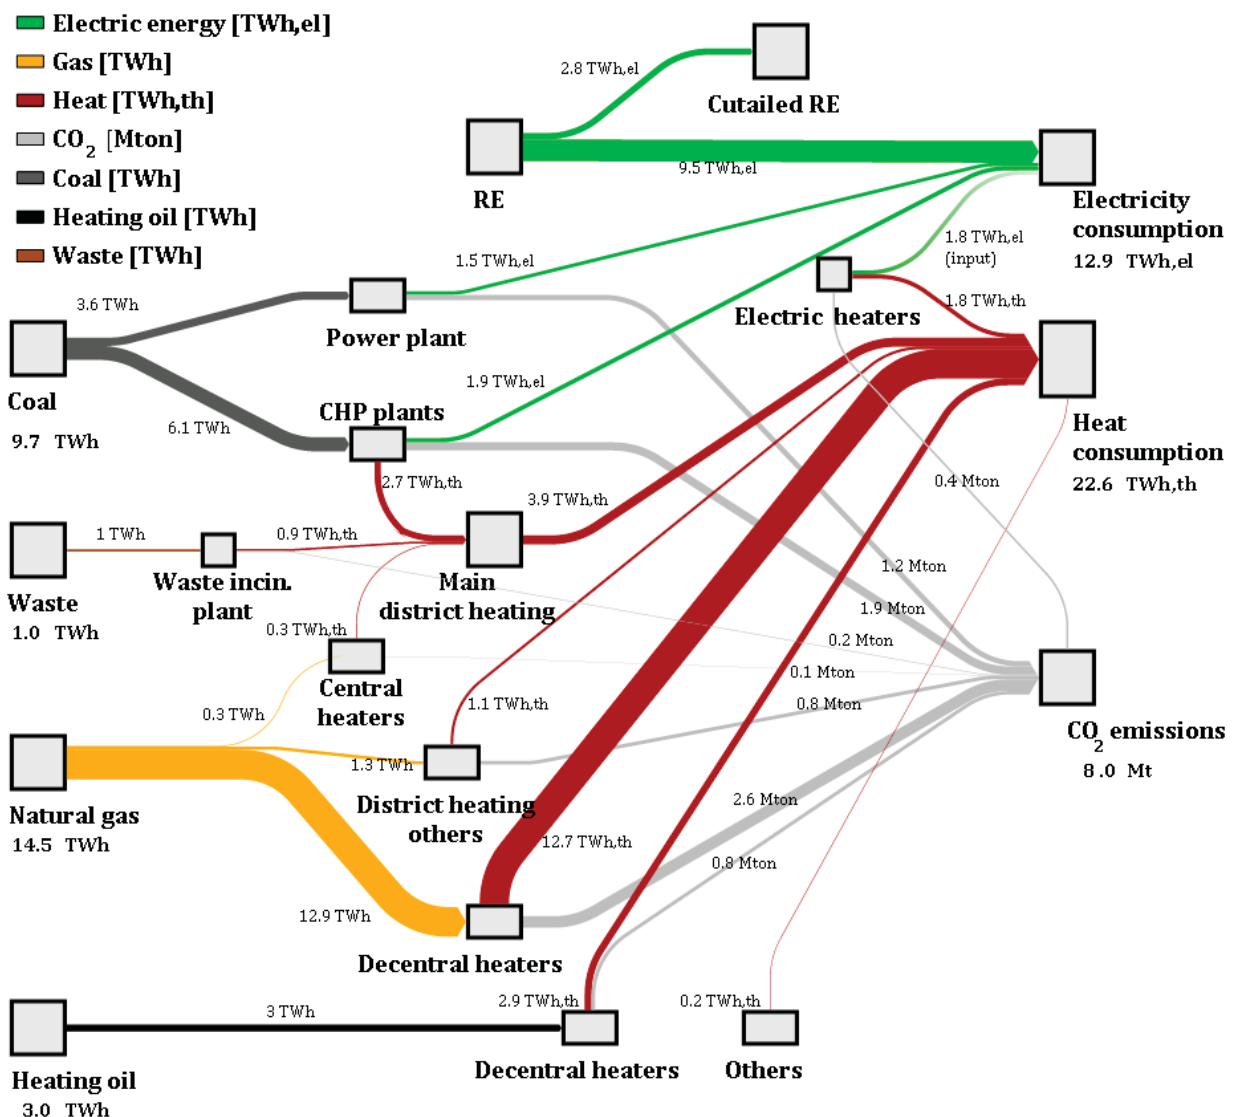 Electric energy [TWh,el]
Gas [TWh]
Heat [TWh,th]
CO2 [Mton]
Coal [TWh]
Heating oil [TWh]
Waste [TWh]
2.8 TWh,el
Cutailed RE
9.5 TWh,el
RE
Electricity
consumption
12.9 TWh,el
1.5 TWh,el
1.8 TWh,el
(input)
3.6 TWh
Power plant
Electric heaters
1.8 TWh,th
Coal
9.7 TWh
6.1 TWh
1.9 TWh,el
CHP plants
2.7 TWh,th
3.9 TWh,th
Heat
consumption
22.6 TWh,th
0.4 Mton
1 TWh
0.9 TWh,th
Waste
1.0 TWh
Waste incin.
plant
Main
district heating
1.2 Mton
1.9 Mton
0.2 Mton
0.1 Mton
0.8 Mton
0.3 TWh,th
Central
heaters
0.3 TWh
1.1 TWh,th
CO2 emissions
8.0 Mt
Natural gas
14.5 TWh
1.3 TWh
District heating
others
2.6 Mton
12.7 TWh,th
0.8 Mton
12.9 TWh
Decentral heaters
3 TWh
2.9 TWh,th
0.2 TWh,th
Heating oil
3.0 TWh
Decentral heaters
Others